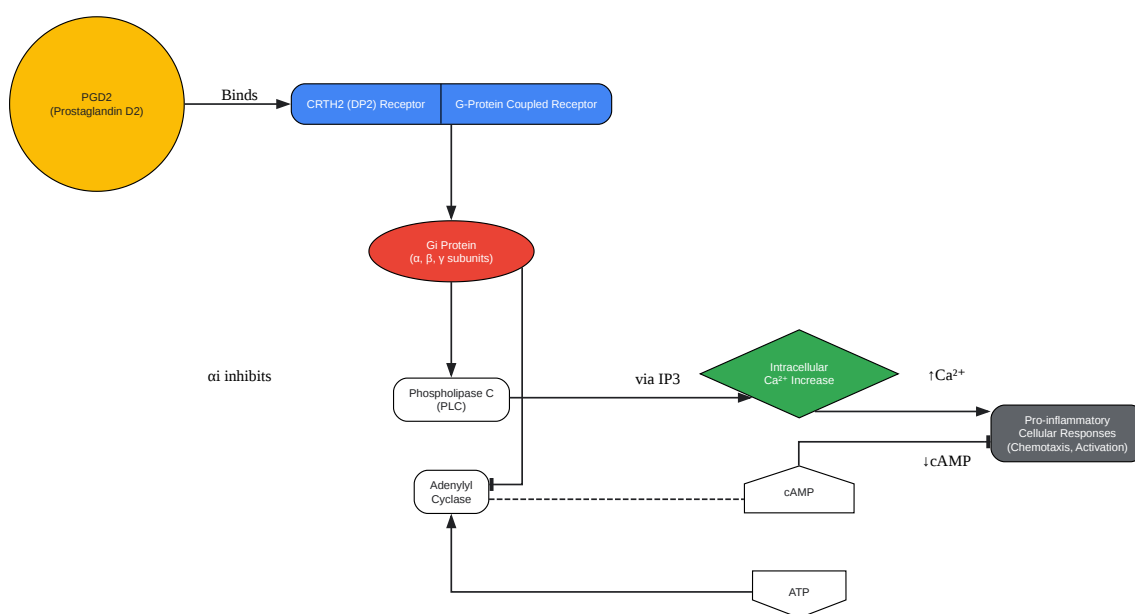 PGD2
(Prostaglandin D2)
Binds
CRTH2 (DP2) Receptor
G-Protein Coupled Receptor
Gi Protein
(α, β, γ subunits)
αi inhibits
Phospholipase C
(PLC)
via IP3
Intracellular
Ca²⁺ Increase
↑Ca²⁺
Pro-inflammatory
Cellular Responses
(Chemotaxis, Activation)
↓cAMP
Adenylyl
Cyclase
cAMP
ATP